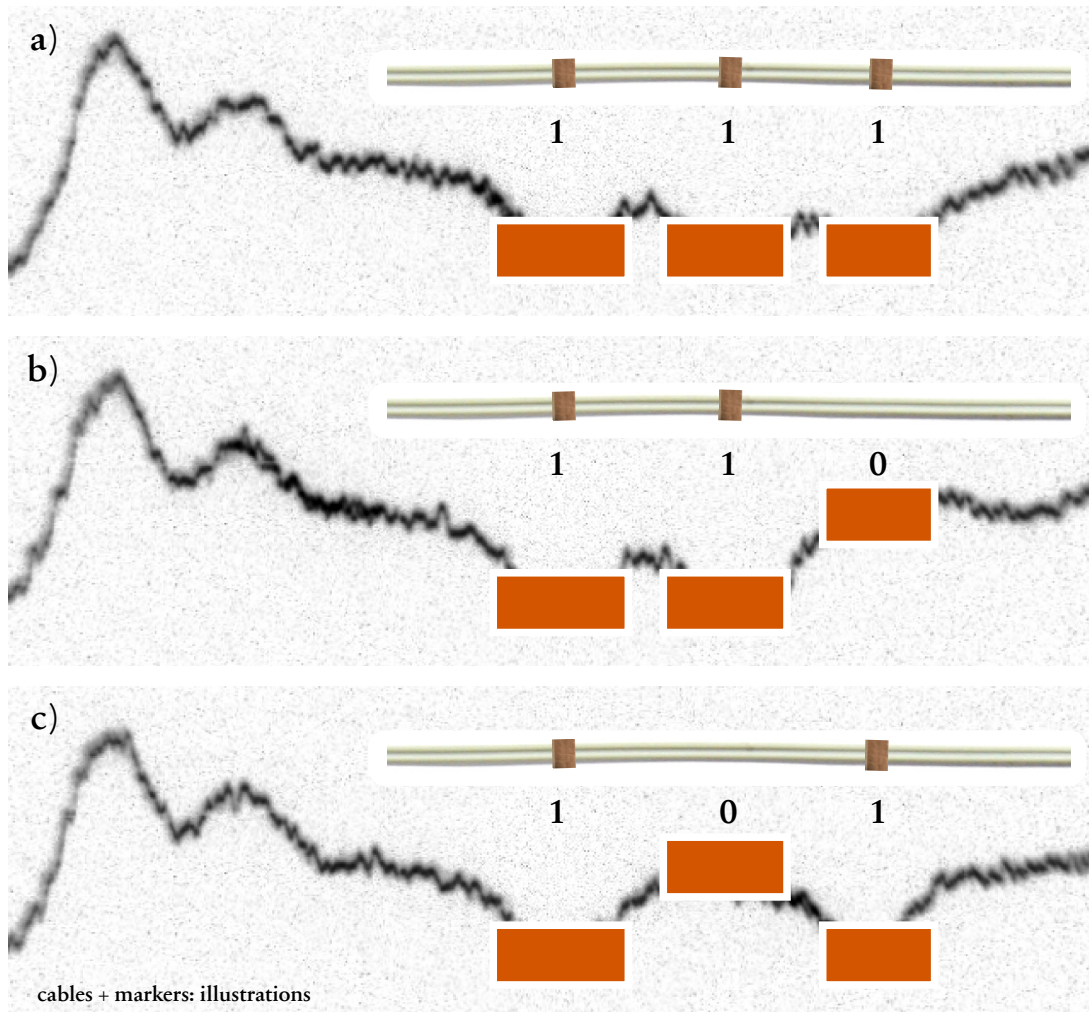 a)
1 1 1
b)
1 1 0
c)
1 0 1
cables + markers: illustrations